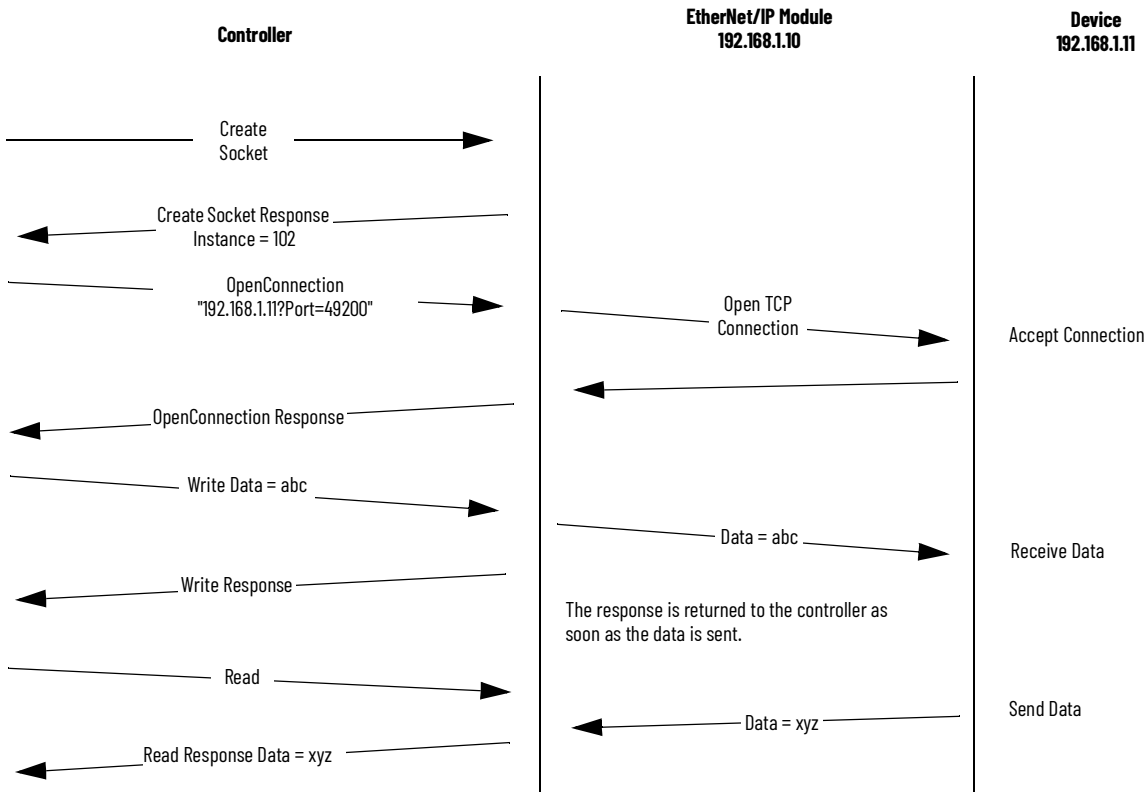 Controller
EtherNet/IP Module
192.168.1.10
Device
192.168.1.11
Create
Socket
Create Socket Response
Instance = 102
OpenConnection
"192.168.1.11?Port=49200"
Open TCP
Connection
Accept Connection
OpenConnection Response
Write Data = abc
Data = abc
Receive Data
Write Response
The response is returned to the controller as
soon as the data is sent.
Read
Send Data
Data = xyz
Read Response Data = xyz